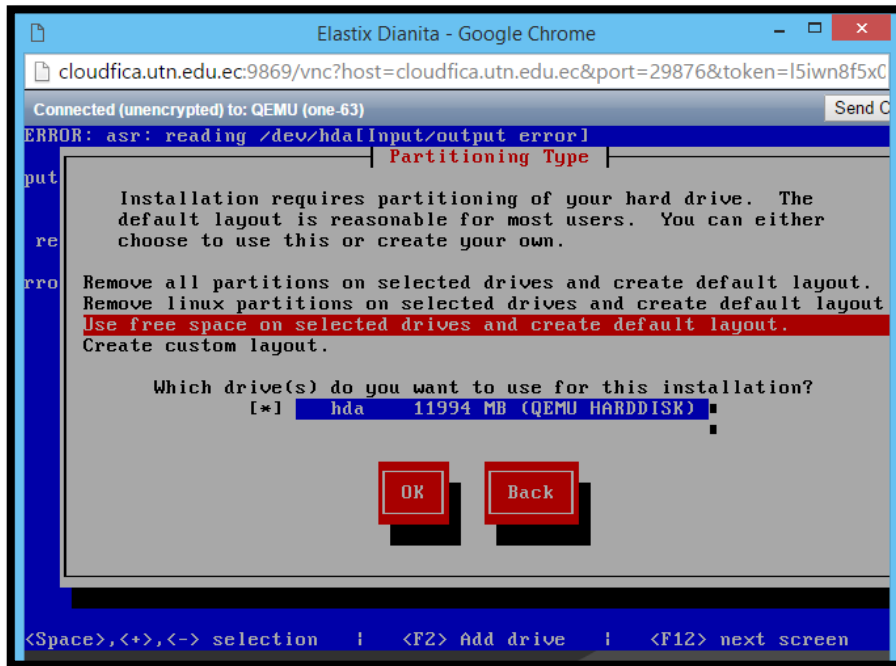 Elastix Dianita - Google Chrome
cloudfica.utn.edu.ec:9869/vnc?host=cloudfica.utn.edu.ec&port=29876&token=l5iwn8f5x0
Connected (unencrypted) to: QEMU (one-63)
Send C
ERROR: asr: reading /dev/hda[Input/output error]
Partitioning Type
put
Installation requires partitioning of your hard drive. The
default layout is reasonable for most users. You can either
re
choose to use this or create your own.
rro
Remove all partitions on selected drives and create default layout.
Remove linux partitions on selected drives and create default layout
Use free space on selected drives and create default layout.
Create custom layout.
Which drive(s) do you want to use for this installation?
[*] hda 11994 MB (QEMU HARDDISK)
OK
Back
<Space>,<+>,<-> selection | <F2> Add drive | <F12> next screen